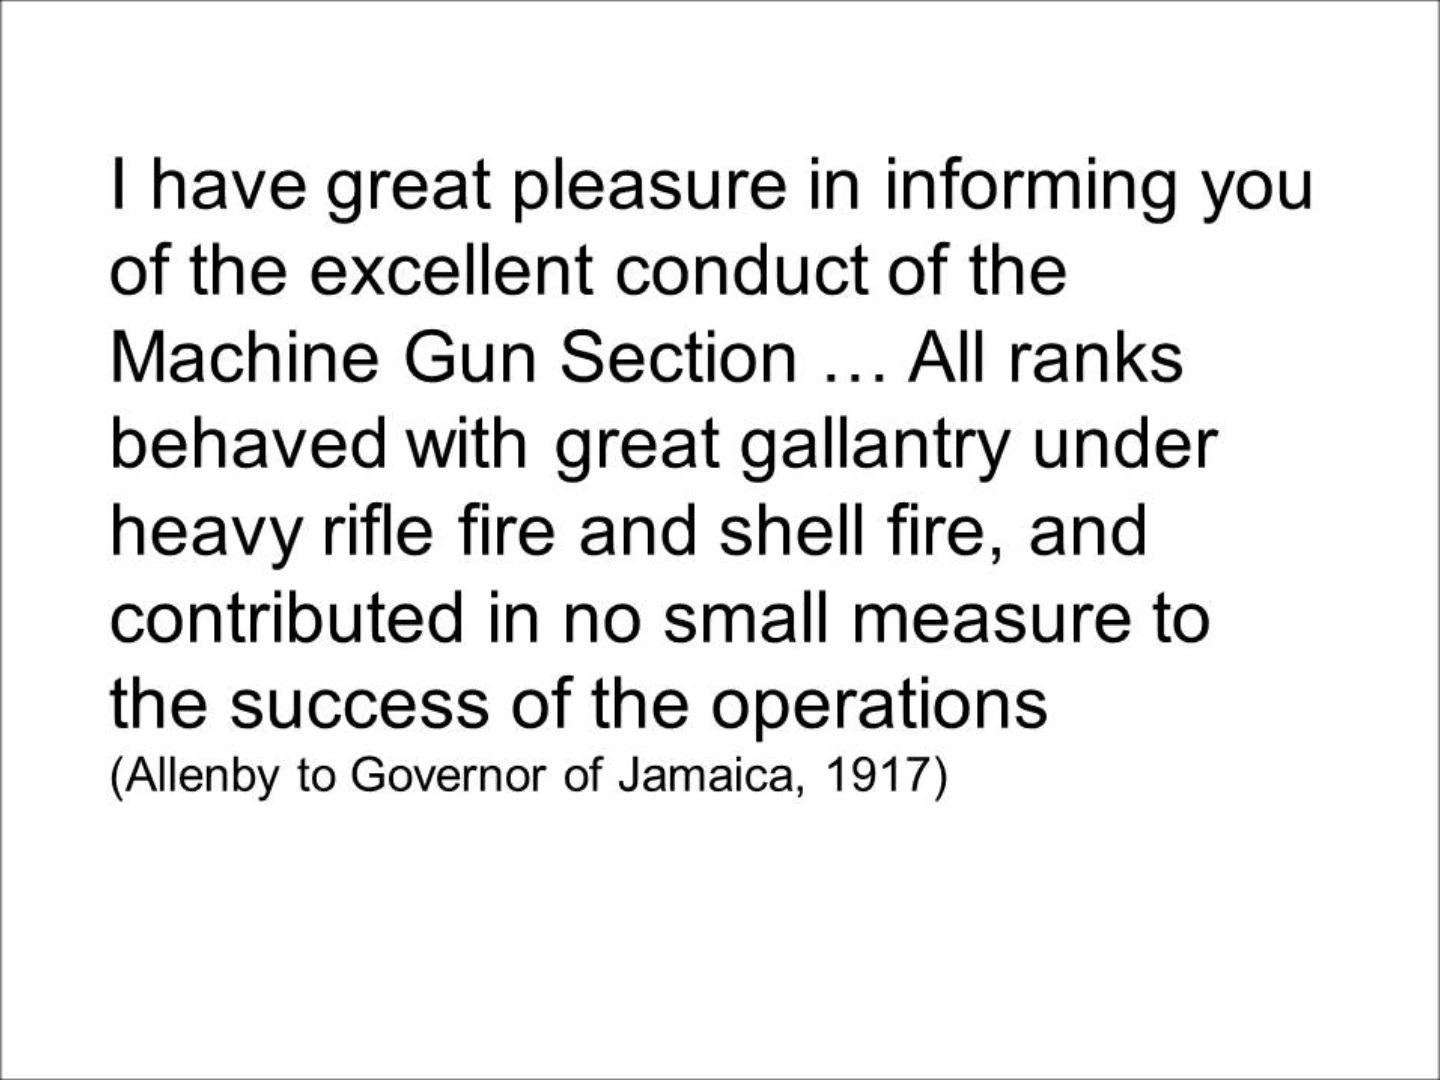 I have great pleasure in informing you
of the excellent conduct of the
Machine Gun Section … All ranks
behaved with great gallantry under
heavy rifle fire and shell fire, and
contributed in no small measure to
the success of the operations
(Allenby to Governor of Jamaica, 1917)